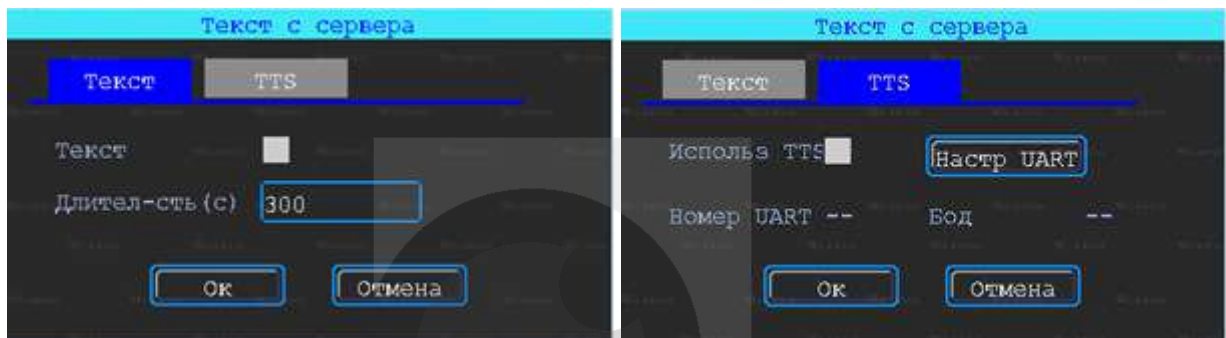 Текст с сервера
Текст TTS
Текст
Длител-сть(с) 300
Ок Отмена
Текст с сервера
Текст TTS
Использ TTS Настр UART
Номер UART -- Бод --
Ок Отмена